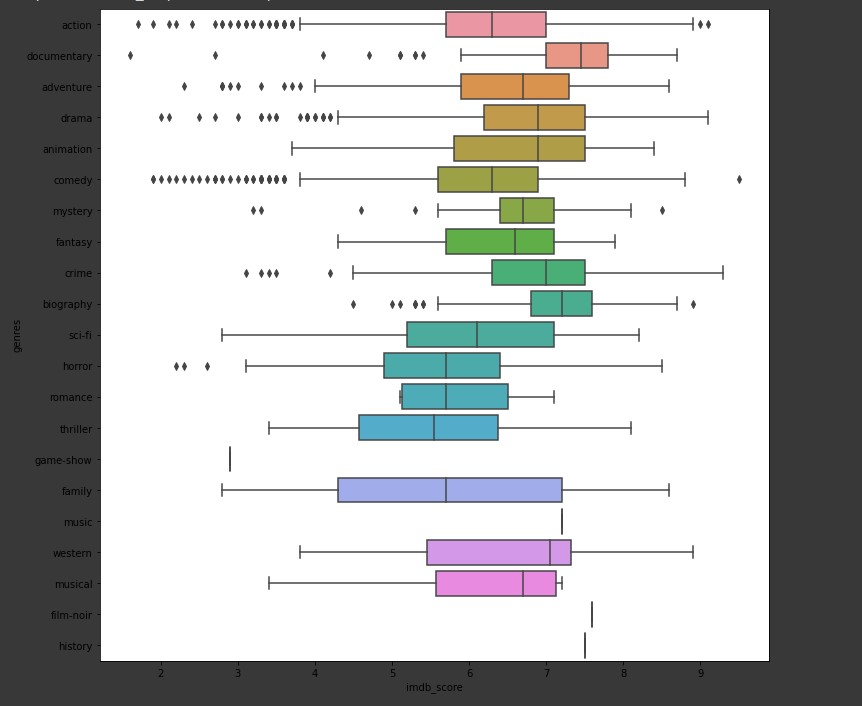 action
documentary
adventure
drama
animation
comedy
mystery
fantasy
crime
biography
sci-fi
horror
romance
thriller
game-show
family
music
western
musical
film-noir
history
genres
2 3 4 5 6 7 8 9
imdb_score